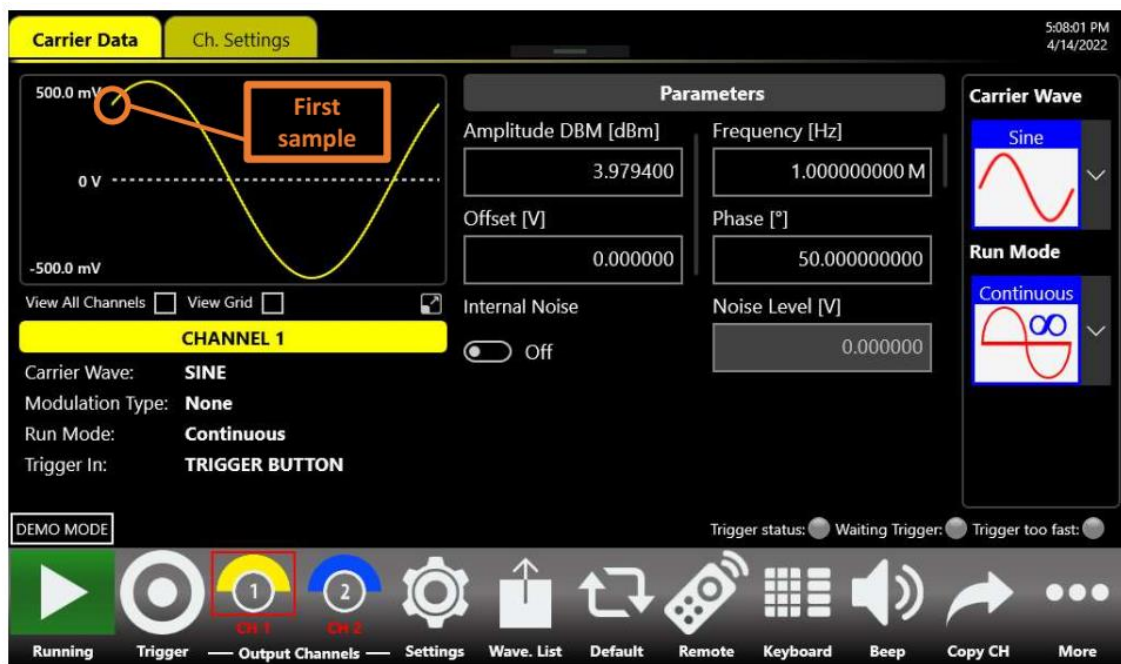 Carrier Data
Ch. Settings
5:08:01 PM
4/14/2022
500.0 mV
First
sample
0 V
-500.0 mV
View All Channels
View Grid
CHANNEL 1
Carrier Wave: SINE
Modulation Type: None
Run Mode: Continuous
Trigger In: TRIGGER BUTTON
Parameters
Amplitude DBM [dBm]
3.979400
Frequency [Hz]
1.000000000 M
Offset [V]
0.000000
Phase [°]
50.000000000
Internal Noise
Off
Noise Level [V]
0.000000
Carrier Wave
Sine
Run Mode
Continuous
∞
DEMO MODE
Trigger status: Waiting Trigger: Trigger too fast:
1
2
CH 1
CH 2
Running
Trigger
Output Channels
Settings
Wave. List
Default
Remote
Keyboard
Beep
Copy CH
More